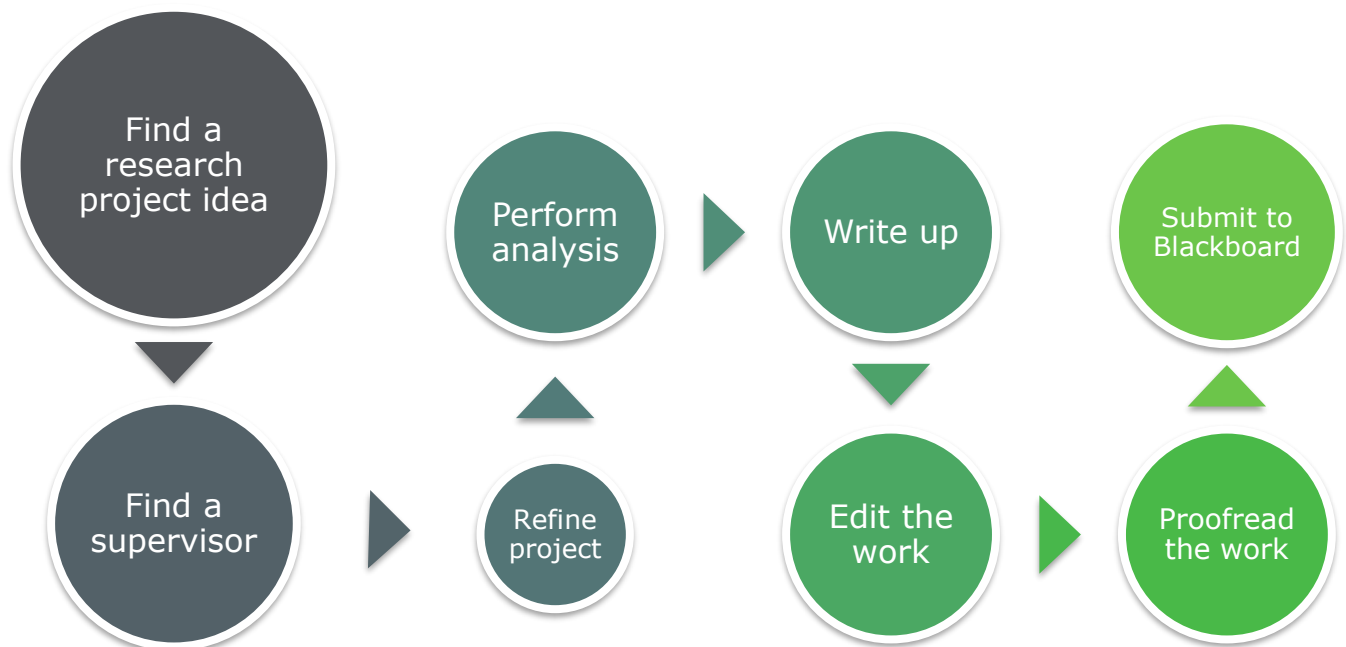 Find a
research
project idea
Find a
supervisor
Refine
project
Perform
analysis
Write up
Edit the
work
Proofread
the work
Submit to
Blackboard